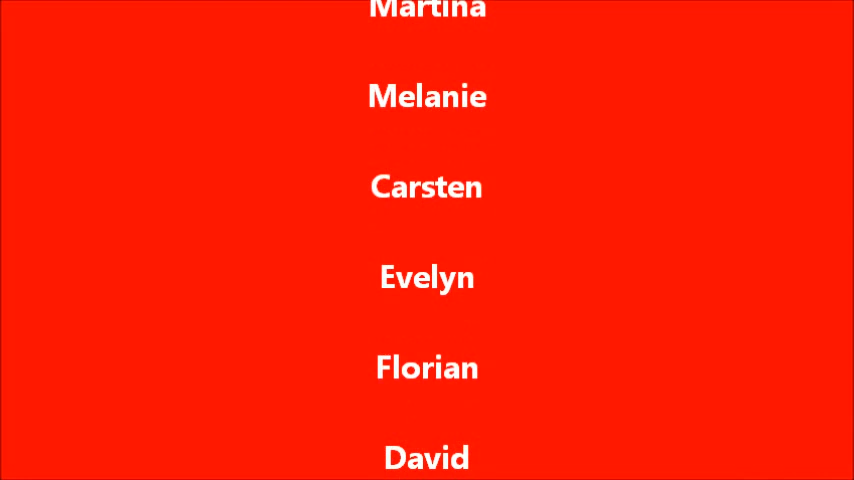 Martina
Melanie
Carsten
Evelyn
Florian
David